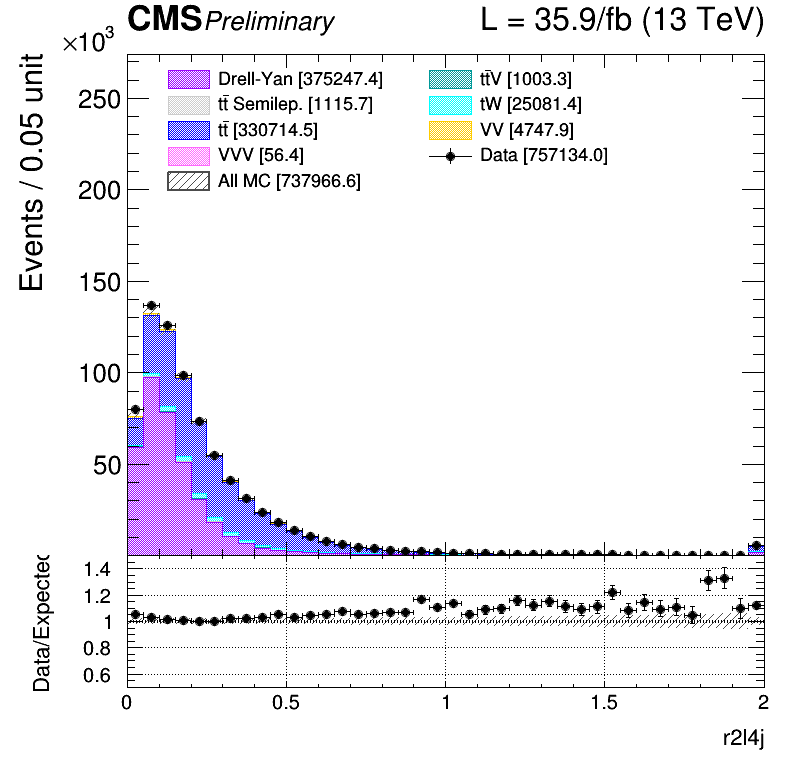 CMS Preliminary L = 35.9/fb (13 TeV)
×10³
Drell-Yan [375247.4]
tt̄ Semilep. [1115.7]
tt̄ [330714.5]
VVV [56.4]
All MC [737966.6]
tt̄V [1003.3]
tW [25081.4]
VV [4747.9]
Data [757134.0]
Events / 0.05 unit
250
200
150
100
50
Data/Expected
1.4
1.2
1
0.8
0.6
0 0.5 1 1.5 2
r2l4j